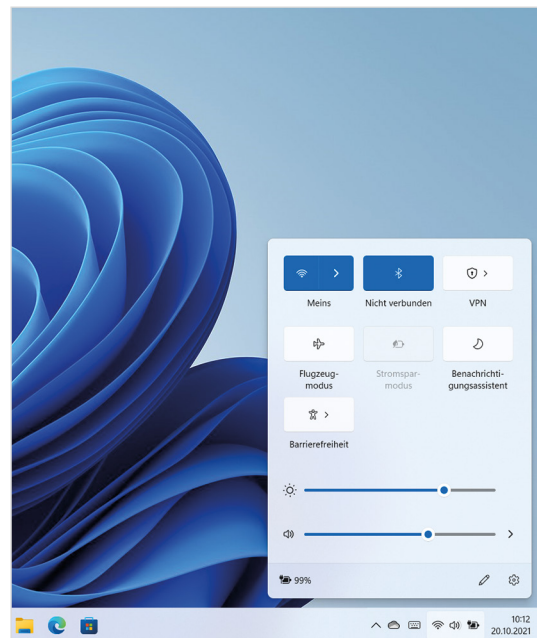 Meins
Nicht verbunden
VPN
Flugzeug-
modus
Stromspar-
modus
Benachrichti-
gungsassistent
Barrierefreiheit
99%
10:12
20.10.2021